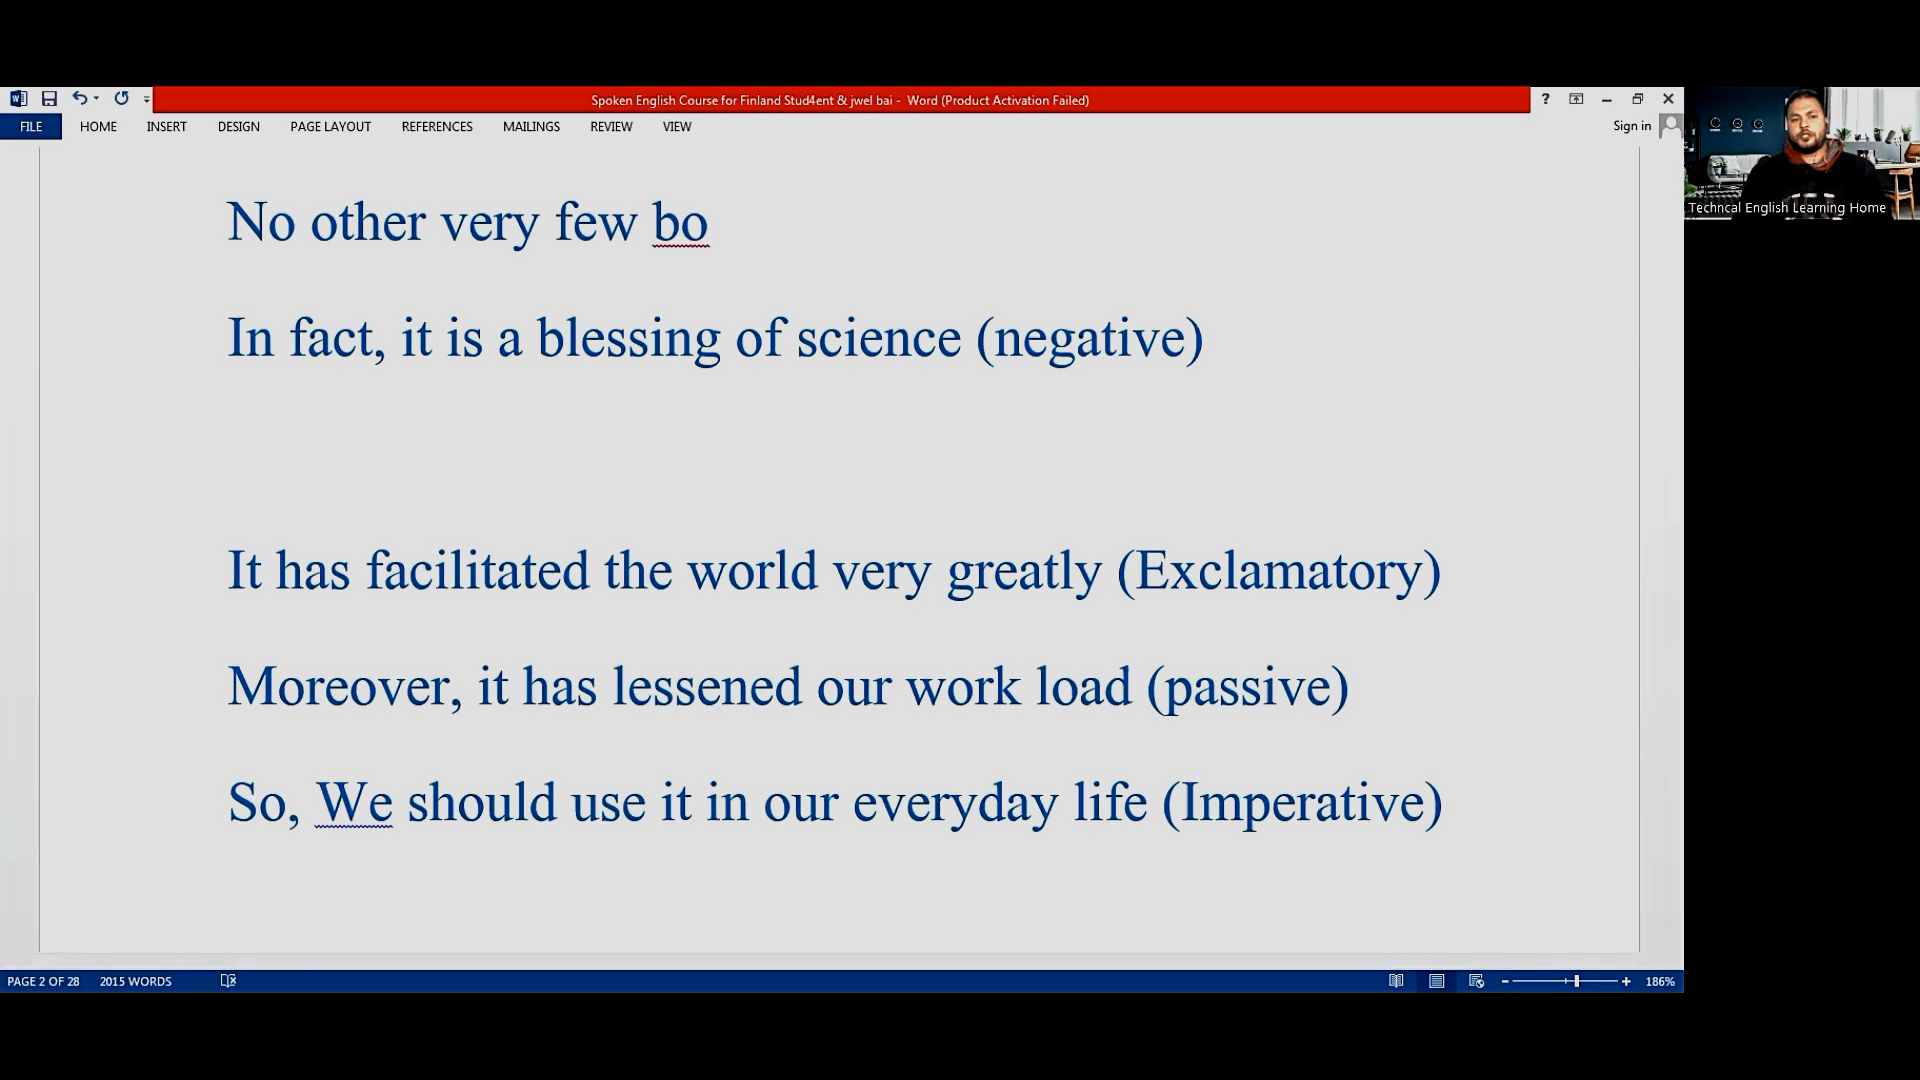 Spoken English Course for Finland Stud4ent & jwel bai - Word (Product Activation Failed)
FILE HOME INSERT DESIGN PAGE LAYOUT REFERENCES MAILINGS REVIEW VIEW Sign in
Techncal English Learning Home
No other very few bo
In fact, it is a blessing of science (negative)
It has facilitated the world very greatly (Exclamatory)
Moreover, it has lessened our work load (passive)
So, We should use it in our everyday life (Imperative)
PAGE 2 OF 28 2015 WORDS 186%